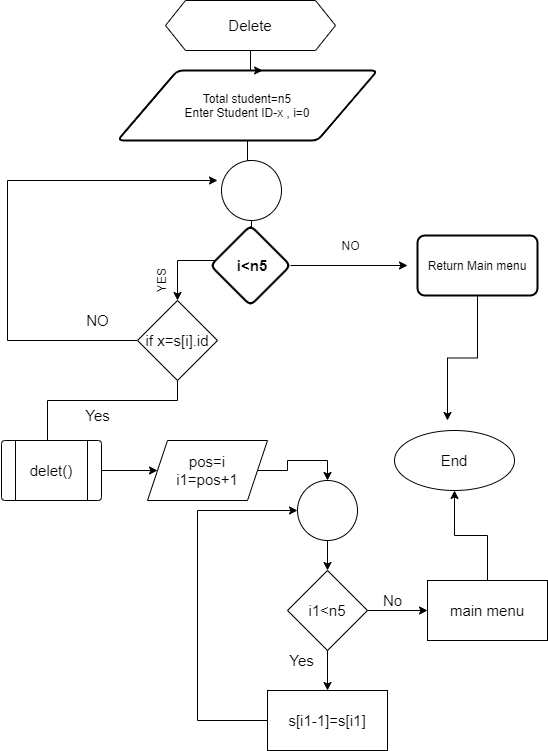 Delete
Total student=n5
Enter Student ID-x , i=0
i<n5
NO
Return Main menu
YES
NO
if x=s[i].id
Yes
delet()
pos=i
i1=pos+1
End
i1<n5
No
main menu
Yes
s[i1-1]=s[i1]